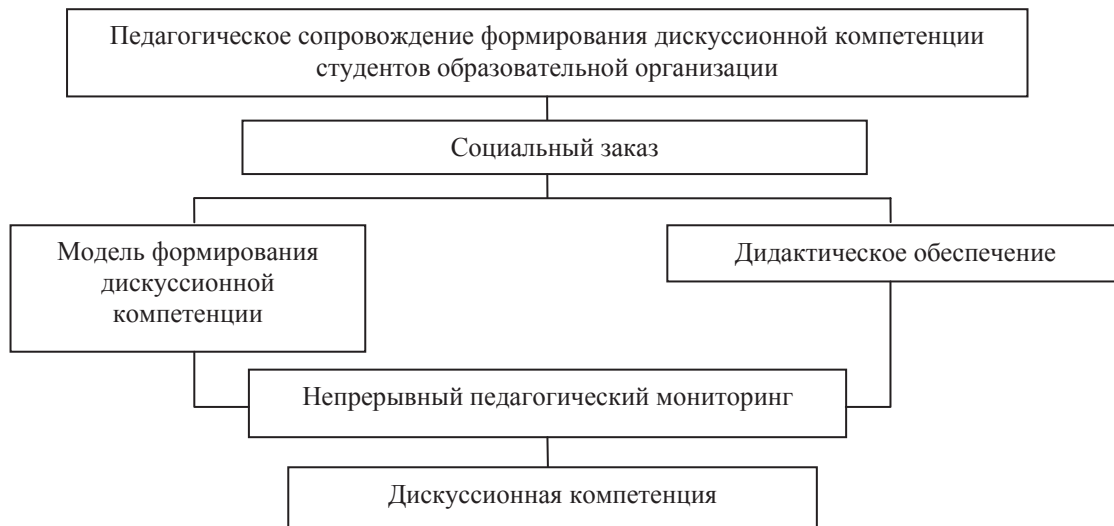 Педагогическое сопровождение формирования дискуссионной компетенции
студентов образовательной организации
Социальный заказ
Модель формирования
дискуссионной
компетенции
Дидактическое обеспечение
Непрерывный педагогический мониторинг
Дискуссионная компетенция